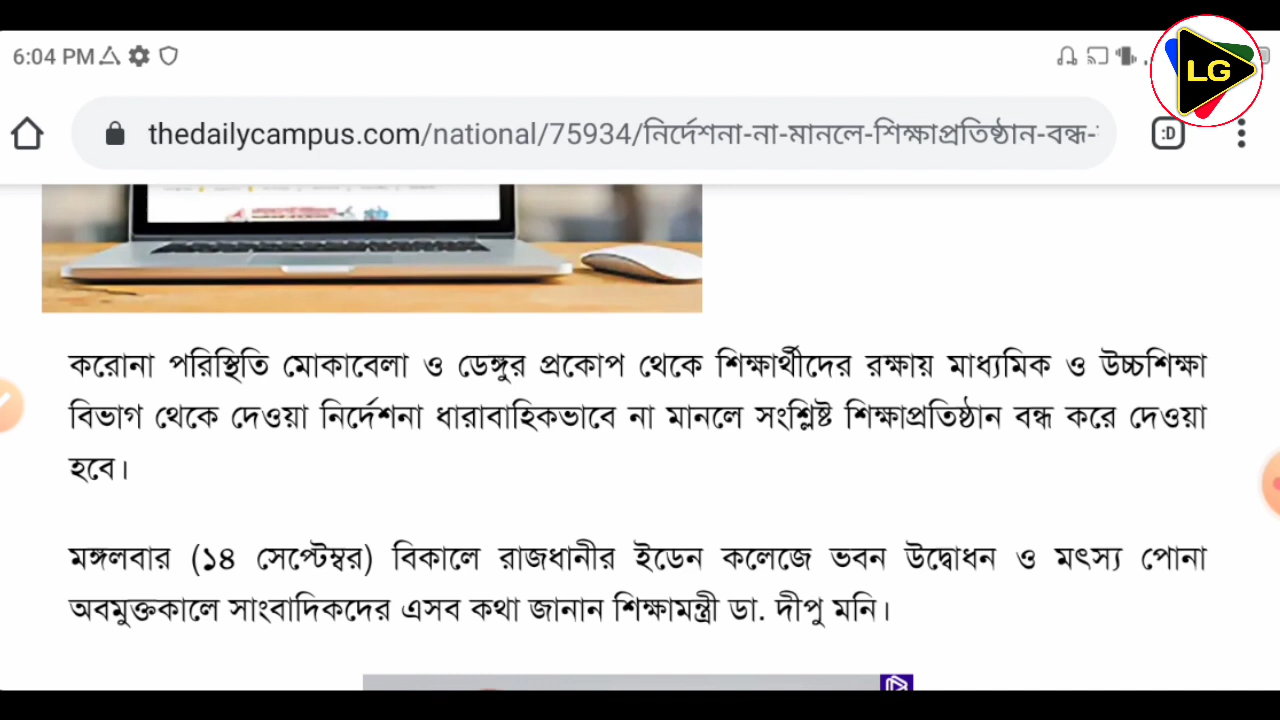 6:04 PM
LG
thedailycampus.com/national/75934/নির্দেশনা-না-মানলে-শিক্ষাপ্রতিষ্ঠান-বন্ধ-
:D
করোনা পরিস্থিতি মোকাবেলা ও ডেঙ্গুর প্রকোপ থেকে শিক্ষার্থীদের রক্ষায় মাধ্যমিক ও উচ্চশিক্ষা
বিভাগ থেকে দেওয়া নির্দেশনা ধারাবাহিকভাবে না মানলে সংশ্লিষ্ট শিক্ষাপ্রতিষ্ঠান বন্ধ করে দেওয়া
হবে।
মঙ্গলবার (১৪ সেপ্টেম্বর) বিকালে রাজধানীর ইডেন কলেজে ভবন উদ্বোধন ও মৎস্য পোনা
অবমুক্তকালে সাংবাদিকদের এসব কথা জানান শিক্ষামন্ত্রী ডা. দীপু মনি।